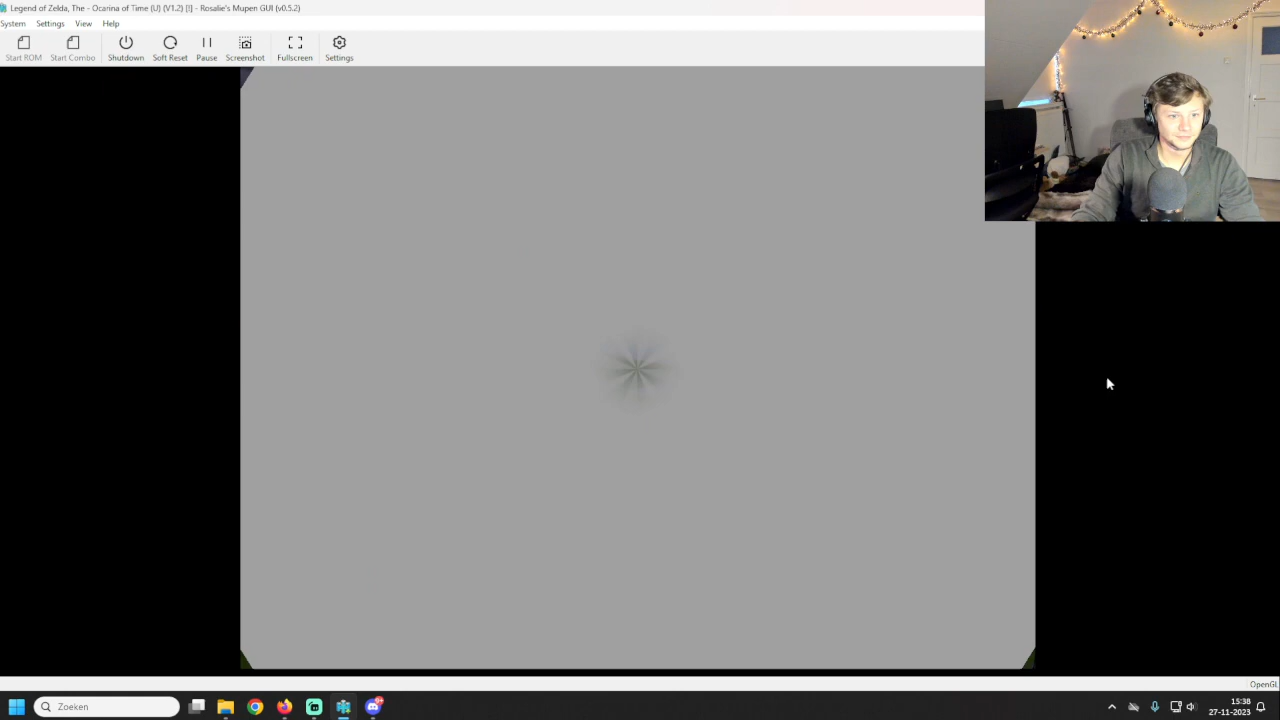 Legend of Zelda, The - Ocarina of Time (U) (V1.2) [!] - Rosalie's Mupen GUI (v0.5.2)
System Settings View Help
Start ROM Start Combo Shutdown Soft Reset Pause Screenshot Fullscreen Settings
OpenGL
Zoeken
15:38
27-11-2023